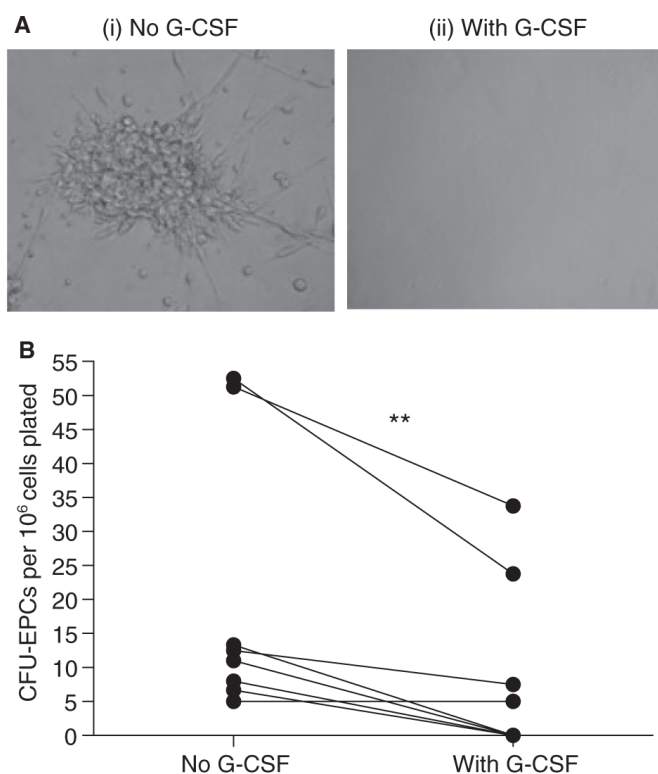 A
(i) No G-CSF
(ii) With G-CSF
B
CFU-EPCs per 10⁶ cells plated
55
50
45
40
35
30
25
20
15
10
5
0
**
No G-CSF
With G-CSF